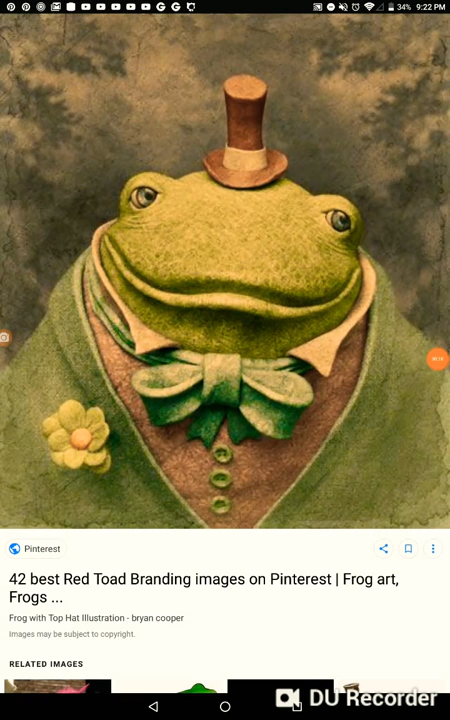 34% 9:22 PM
Pinterest
42 best Red Toad Branding images on Pinterest | Frog art,
Frogs ...
Frog with Top Hat Illustration - bryan cooper
Images may be subject to copyright.
RELATED IMAGES
DU Recorder